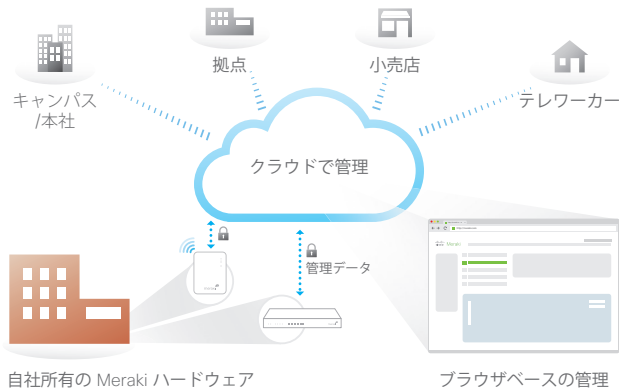 拠点
小売店
キャンパス
/本社
テレワーカー
クラウドで管理
管理データ
Meraki
自社所有の Meraki ハードウェア
ブラウザベースの管理